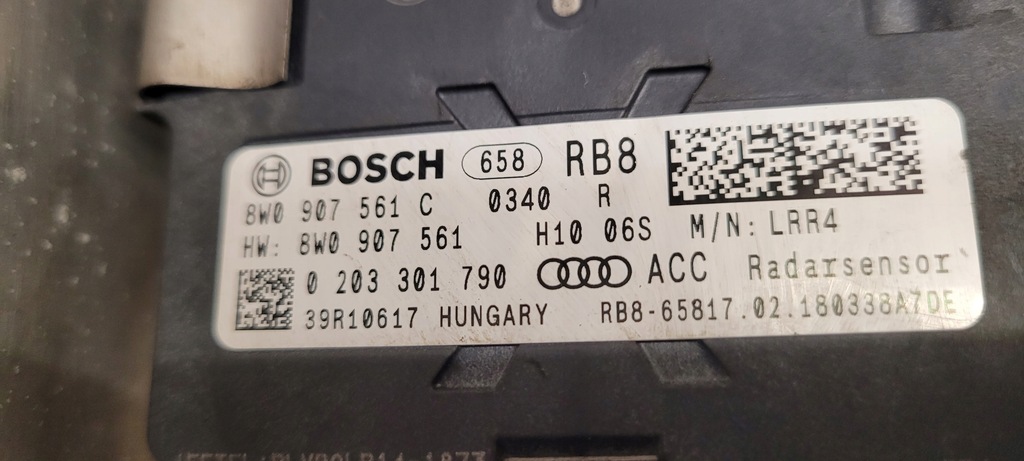 BOSCH 658 RB8
8W0 907 561 C 0340 R
HW: 8W0 907 561 H10 06S M/N: LRR4
0 203 301 790 ACC Radarsensor
39R10617 HUNGARY RB8-65817.02.180338A7DE